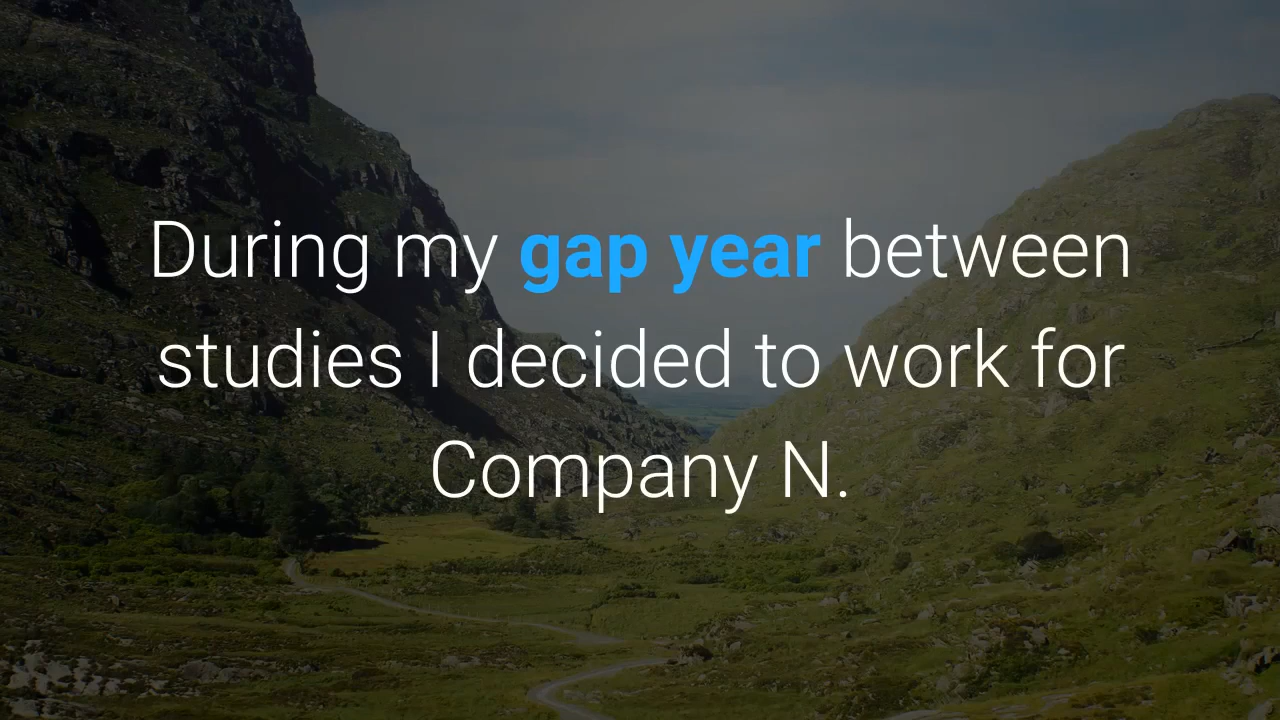 During my gap year between
studies I decided to work for
Company N.